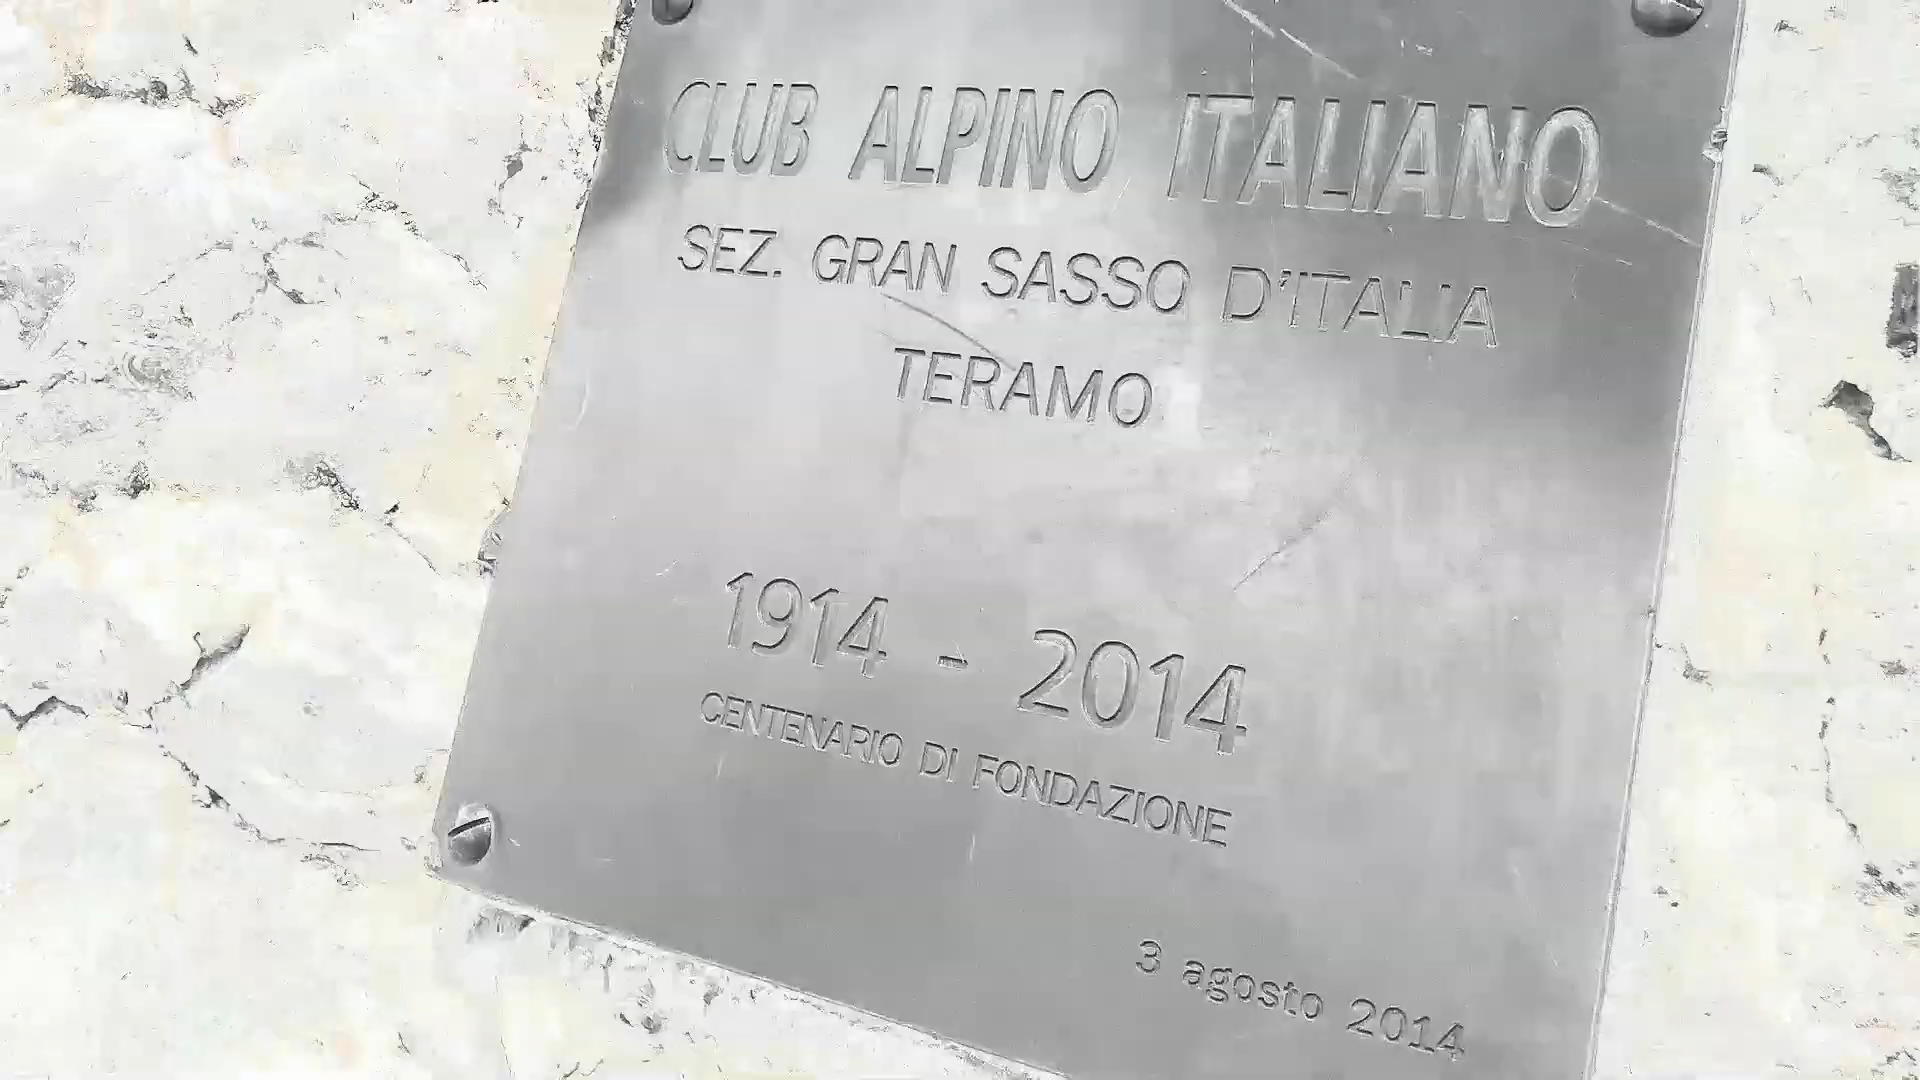 CLUB ALPINO ITALIANO
SEZ. GRAN SASSO D'ITALIA
TERAMO
1914 - 2014
CENTENARIO DI FONDAZIONE
3 agosto 2014